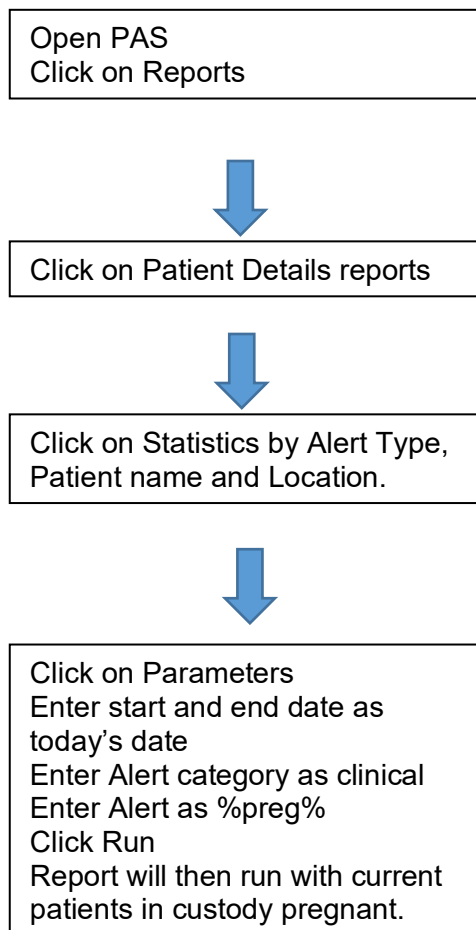 Open PAS
Click on Reports
Click on Patient Details reports
Click on Statistics by Alert Type,
Patient name and Location.
Click on Parameters
Enter start and end date as
today’s date
Enter Alert category as clinical
Enter Alert as %preg%
Click Run
Report will then run with current
patients in custody pregnant.